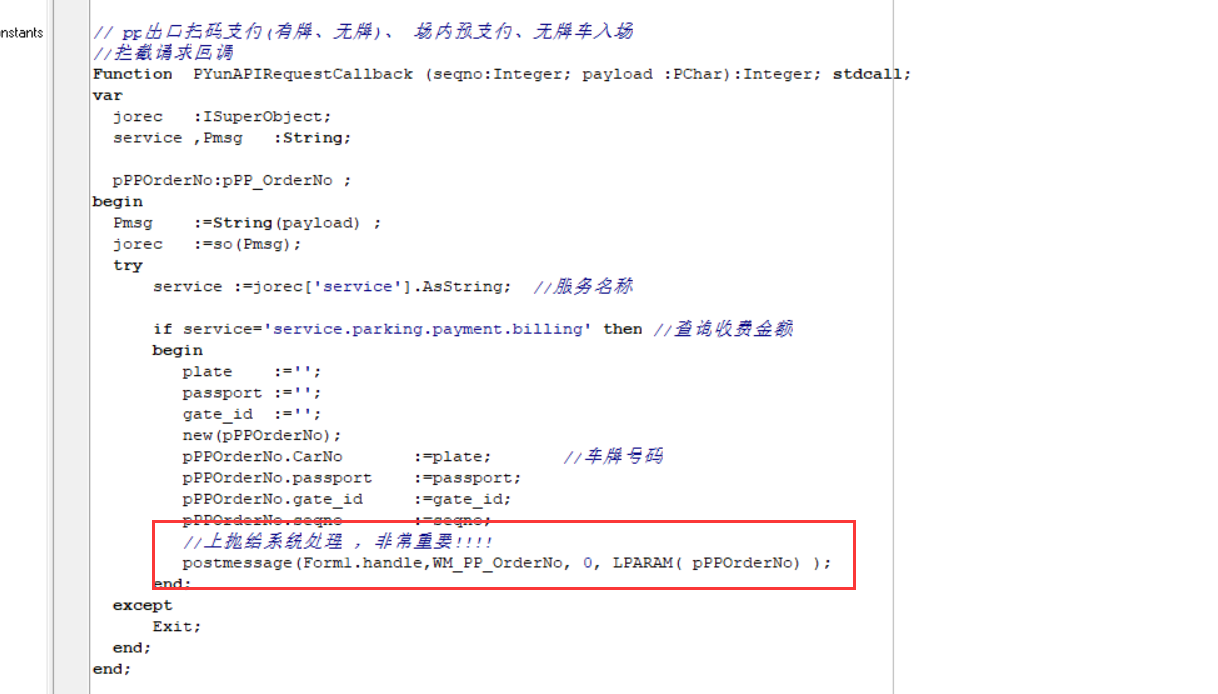 nstants
// pp出口扫码支付(有牌、无牌)、 场内预支付、无牌车入场
//拦截请求回调
Function  PYunAPIRequestCallback (seqno:Integer; payload :PChar):Integer; stdcall;
var
  jorec   :ISuperObject;
  service ,Pmsg   :String;
  pPPOrderNo:pPP_OrderNo ;
begin
  Pmsg    :=String(payload) ;
  jorec   :=so(Pmsg);
  try
      service :=jorec['service'].AsString;  //服务名称
      if service='service.parking.payment.billing' then //查询收费金额
      begin
         plate    :='';
         passport :='';
         gate_id  :='';
         new(pPPOrderNo);
         pPPOrderNo.CarNo       :=plate;       //车牌号码
         pPPOrderNo.passport    :=passport;
         pPPOrderNo.gate_id     :=gate_id;
         pPPOrderNo.seqno       :=seqno;
         //上抛给系统处理 ，非常重要!!!!
         postmessage(Form1.handle,WM_PP_OrderNo, 0, LPARAM( pPPOrderNo) );
      end;
  except
      Exit;
  end;
end;